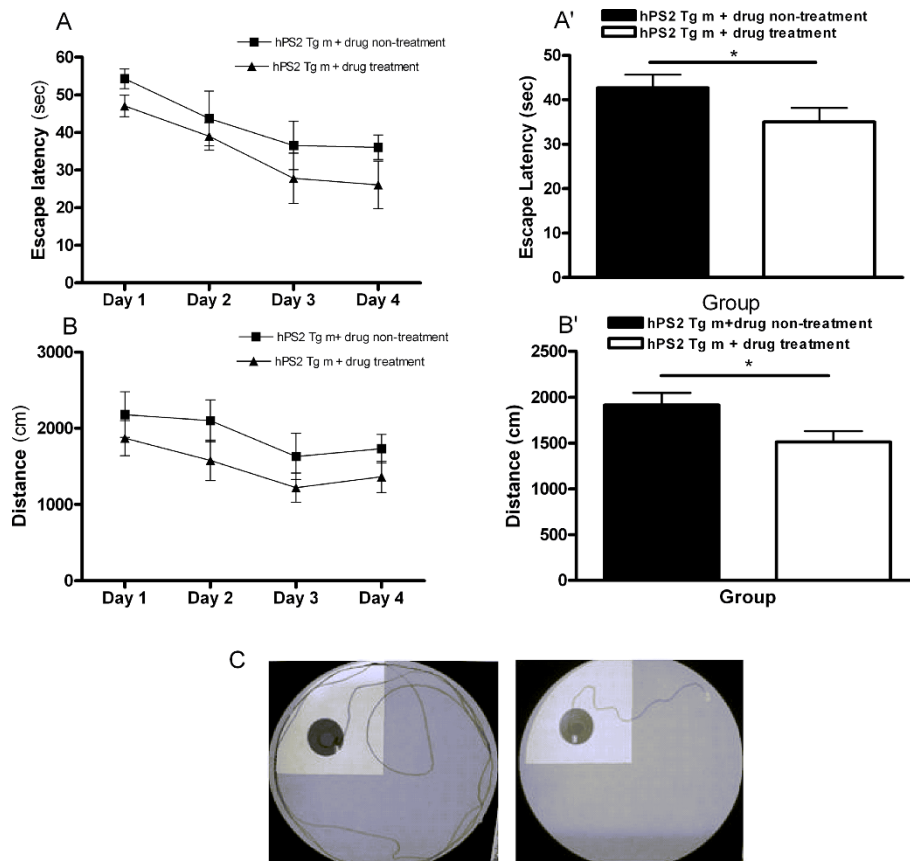 A
hPS2 Tg m + drug non-treatment
hPS2 Tg m + drug treatment
Escape latency (sec)
60
50
40
30
20
10
0
Day 1 Day 2 Day 3 Day 4
A'
hPS2 Tg m + drug non-treatment
hPS2 Tg m + drug treatment
*
Escape Latency (sec)
50
40
30
20
10
0
Group
B
hPS2 Tg m+ drug non-treatment
hPS2 Tg m + drug treatment
Distance (cm)
3000
2000
1000
0
Day 1 Day 2 Day 3 Day 4
B'
hPS2 Tg m+drug non-treatment
hPS2 Tg m + drug treatment
*
Distance (cm)
2500
2000
1500
1000
500
0
Group
C